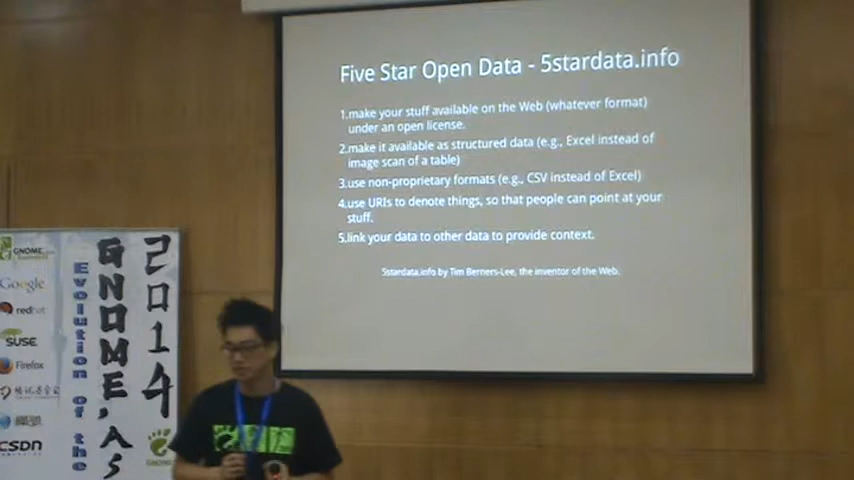 Five Star Open Data - 5stardata.info
1.make your stuff available on the Web (whatever format)
under an open license.
2.make it available as structured data (e.g., Excel instead of
image scan of a table)
3.use non-proprietary formats (e.g., CSV instead of Excel)
4.use URIs to denote things, so that people can point at your
stuff.
5.link your data to other data to provide context.
5stardata.info by Tim Berners-Lee, the inventor of the Web.
GNOME
Google
redhat
SUSE
Firefox
CSDN
Evolution of the
GNOME,AS
2014
GNOME